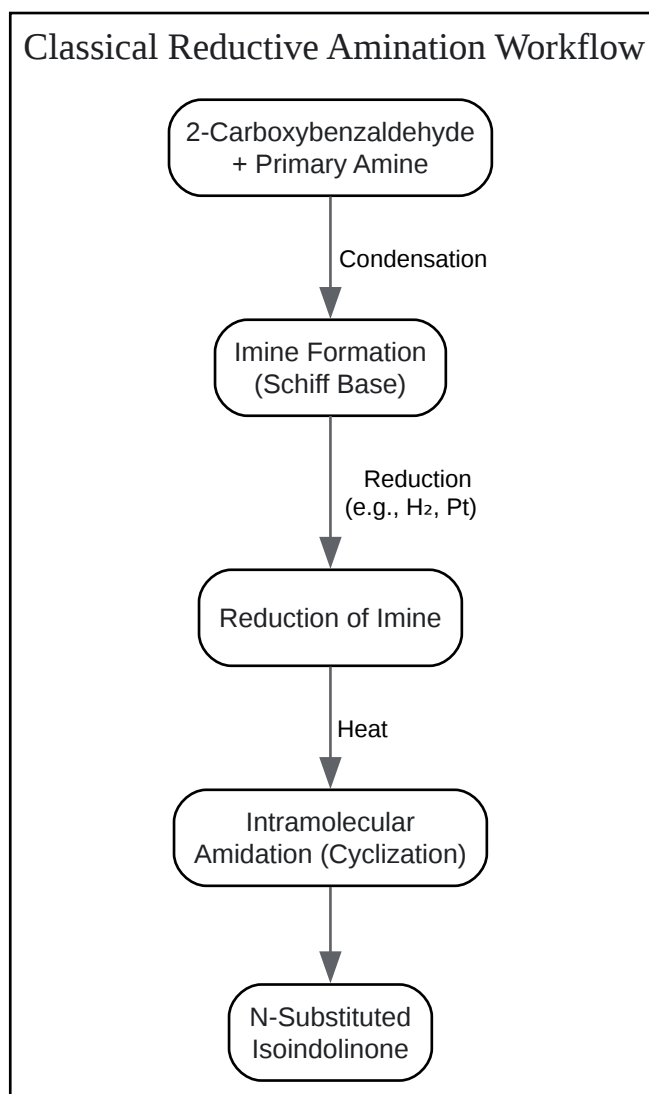 Classical Reductive Amination Workflow
2-Carboxybenzaldehyde
+ Primary Amine
Condensation
Imine Formation
(Schiff Base)
Reduction
(e.g., H₂, Pt)
Reduction of Imine
Heat
Intramolecular
Amidation (Cyclization)
N-Substituted
Isoindolinone